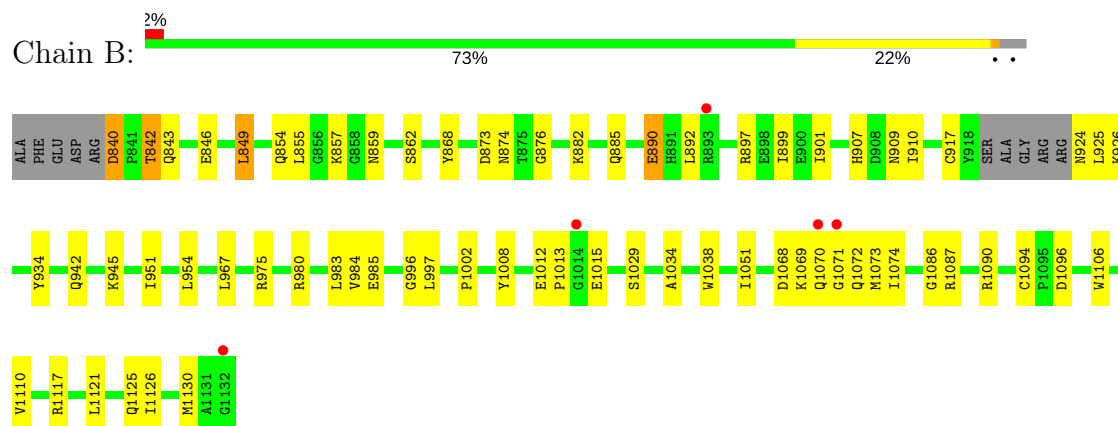 2%
Chain B:
73% 22% • •
ALA PHE GLU ASP ARG D840 P841 T842 Q843 E846 L849 Q854 L855 G856 K857 G858 N859 S862 Y868 D873 N874 T875 G876 K882 Q885 E890 H891 L892 R893 R897 E898 I899 E900 I901 H907 D908 N909 I910 C917 Y918 SER ALA GLY ARG ARG N924 L925
Y934 Q942 K945 I951 L954 L967 R975 R980 L983 V984 E985 G996 L997 P1002 Y1008 E1012 P1013 G1014 E1015 S1029 A1034 W1038 I1051 D1068 K1069 Q1070 G1071 Q1072 M1073 I1074 G1086 R1087 R1090 C1094 P1095 D1096 W1106
V1110 R1117 L1121 Q1125 I1126 M1130 A1131 G1132